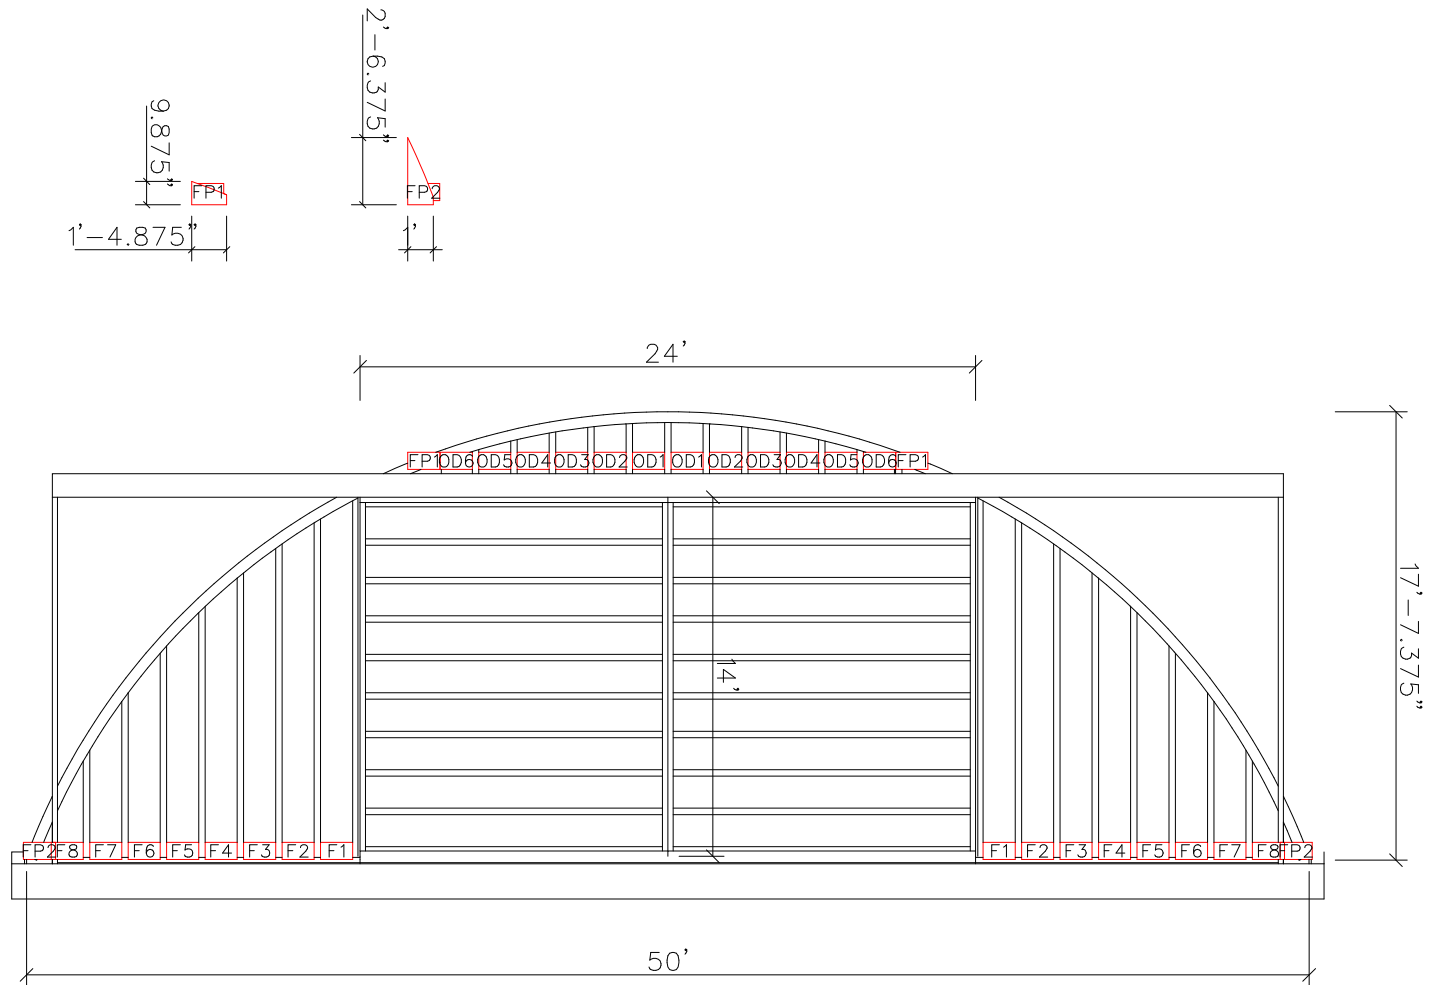 2'-6.375"
9.875"
FP1
FP2
1'-4.875"
1'
24'
FP1 OD6 OD5 OD4 OD3 OD2 OD1 OD1 OD2 OD3 OD4 OD5 OD6 FP1
17'-7.375"
14'
FP2 F8 F7 F6 F5 F4 F3 F2 F1 F1 F2 F3 F4 F5 F6 F7 F8 FP2
50'